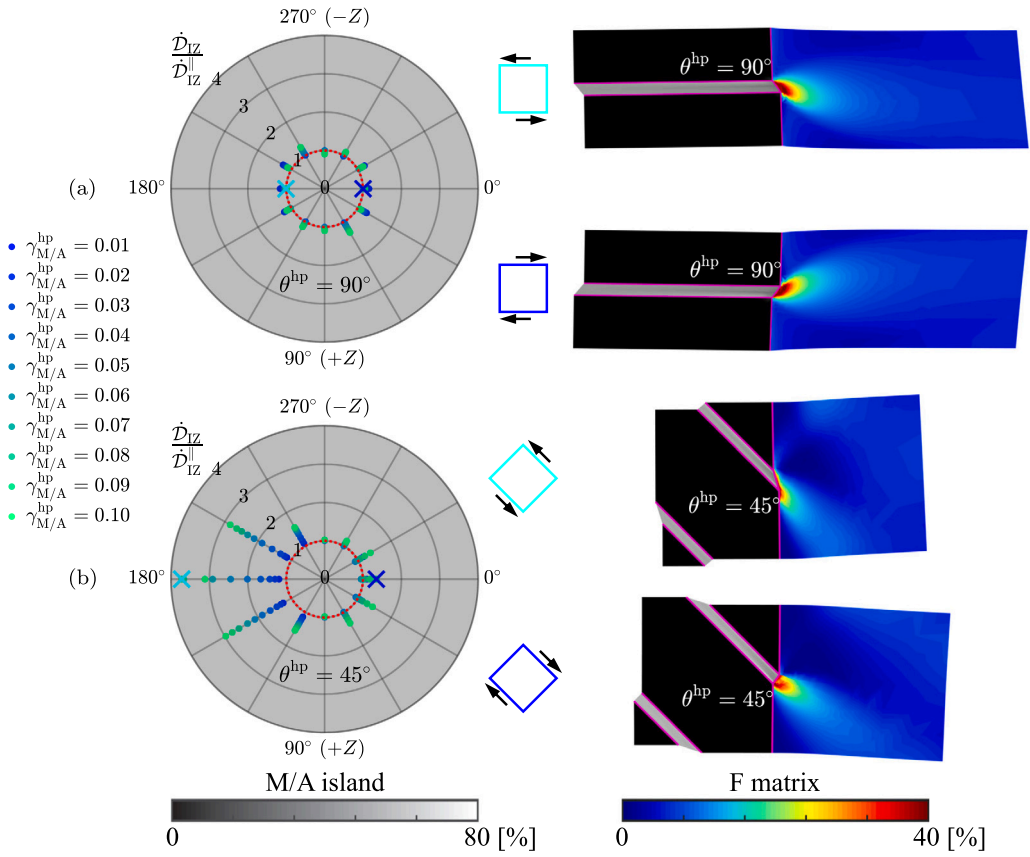 270° (−Z)
𝒟̇_IZ / 𝒟̇_IZ^∥
4
3
2
1
0
(a)
180°
0°
θ^hp = 90°
90° (+Z)
θ^hp = 90°
θ^hp = 90°
γ^hp_M/A = 0.01
γ^hp_M/A = 0.02
γ^hp_M/A = 0.03
γ^hp_M/A = 0.04
γ^hp_M/A = 0.05
γ^hp_M/A = 0.06
γ^hp_M/A = 0.07
γ^hp_M/A = 0.08
γ^hp_M/A = 0.09
γ^hp_M/A = 0.10
270° (−Z)
𝒟̇_IZ / 𝒟̇_IZ^∥
4
3
2
1
0
(b)
180°
0°
θ^hp = 45°
90° (+Z)
θ^hp = 45°
θ^hp = 45°
M/A island
0 80 [%]
F matrix
0 40 [%]